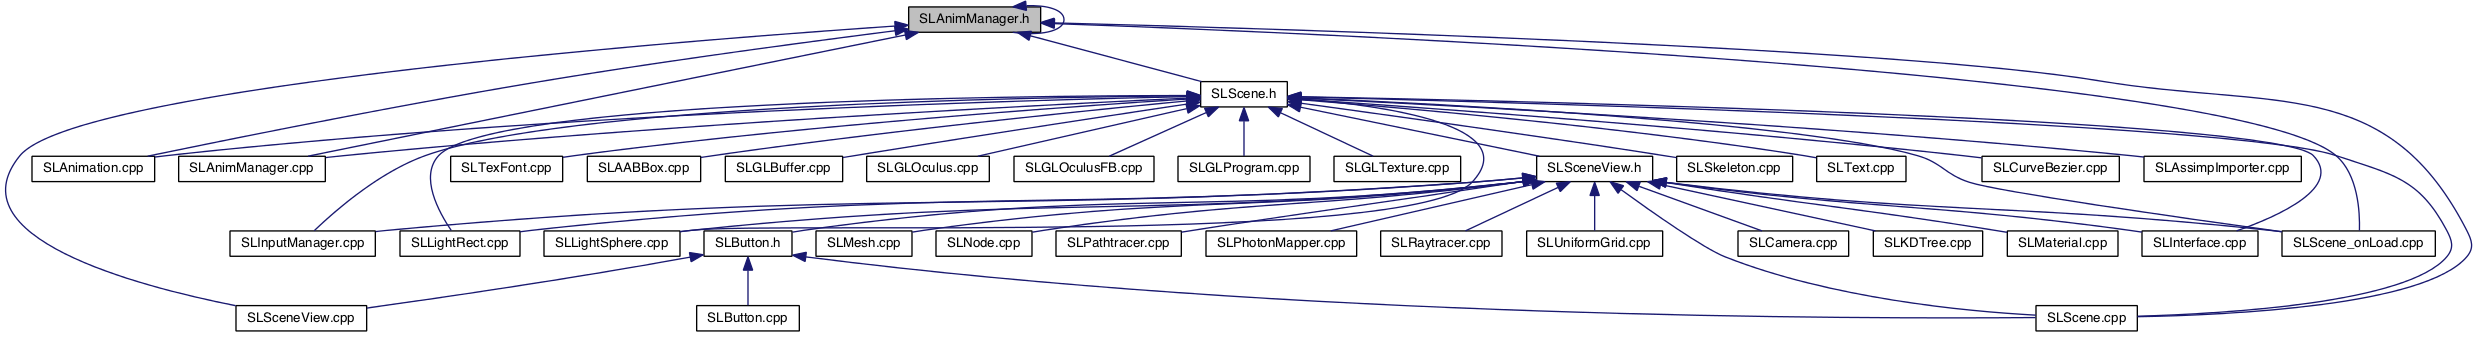 SLAnimManager.h
SLScene.h
SLAnimation.cpp
SLAnimManager.cpp
SLTexFont.cpp
SLAABBox.cpp
SLGLBuffer.cpp
SLGLOculus.cpp
SLGLOculusFB.cpp
SLGLProgram.cpp
SLGLTexture.cpp
SLSceneView.h
SLSkeleton.cpp
SLText.cpp
SLCurveBezier.cpp
SLAssimpImporter.cpp
SLInputManager.cpp
SLLightRect.cpp
SLLightSphere.cpp
SLButton.h
SLMesh.cpp
SLNode.cpp
SLPathtracer.cpp
SLPhotonMapper.cpp
SLRaytracer.cpp
SLUniformGrid.cpp
SLCamera.cpp
SLKDTree.cpp
SLMaterial.cpp
SLInterface.cpp
SLScene_onLoad.cpp
SLSceneView.cpp
SLButton.cpp
SLScene.cpp